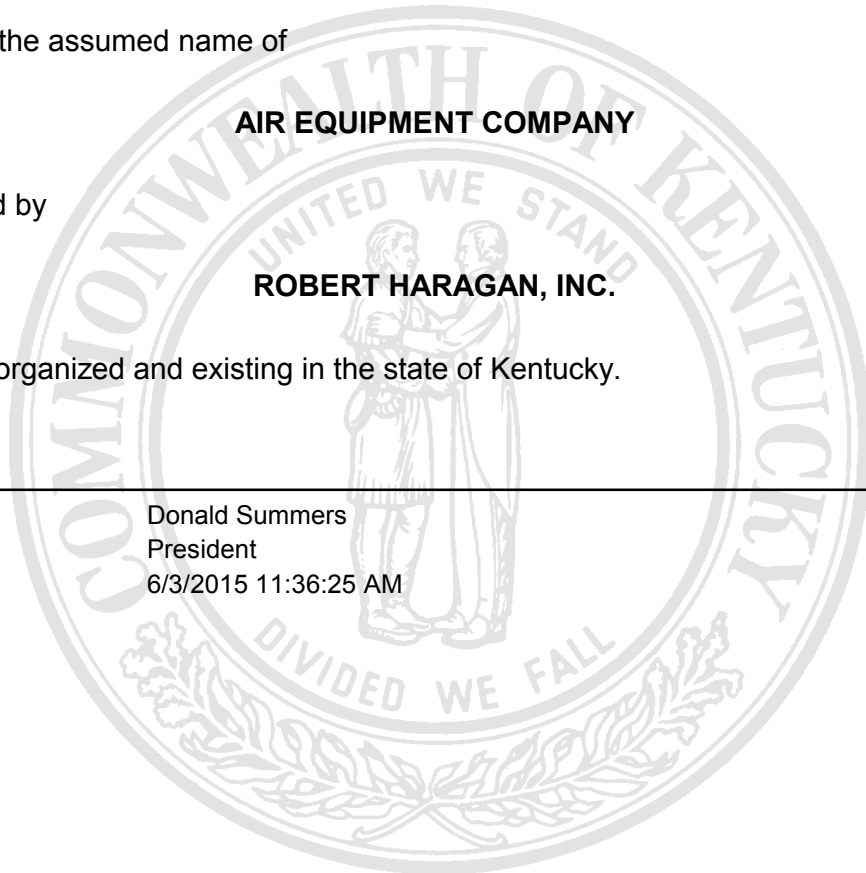 the assumed name of
AIR EQUIPMENT COMPANY
d by
ROBERT HARAGAN, INC.
organized and existing in the state of Kentucky.
Donald Summers
President
6/3/2015 11:36:25 AM
COMMONWEALTH OF KENTUCKY
UNITED WE STAND
DIVIDED WE FALL